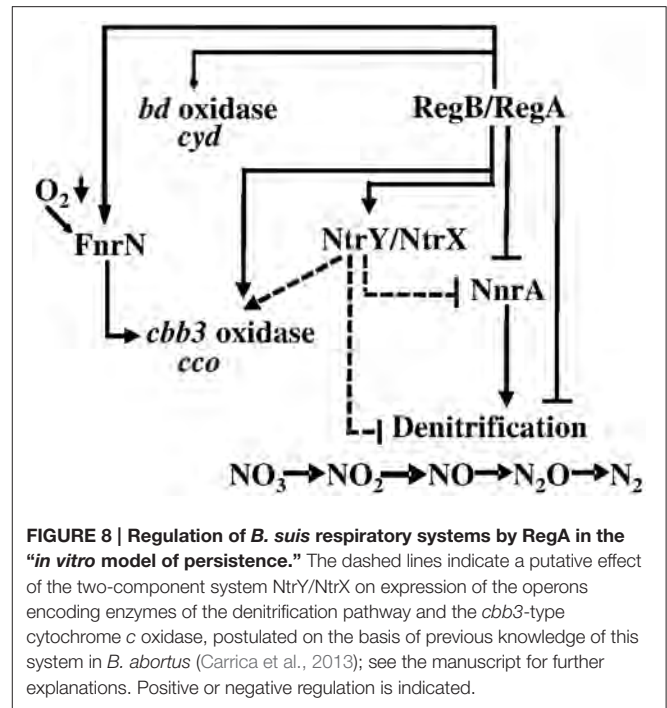 bd oxidase
cyd
RegB/RegA
O₂
FnrN
NtrY/NtrX
NnrA
cbb3 oxidase
cco
Denitrification
NO₃ NO₂ NO N₂O N₂
FIGURE 8 | Regulation of B. suis respiratory systems by RegA in the
“in vitro model of persistence.” The dashed lines indicate a putative effect
of the two-component system NtrY/NtrX on expression of the operons
encoding enzymes of the denitrification pathway and the cbb3-type
cytochrome c oxidase, postulated on the basis of previous knowledge of this
system in B. abortus (Carrica et al., 2013); see the manuscript for further
explanations. Positive or negative regulation is indicated.